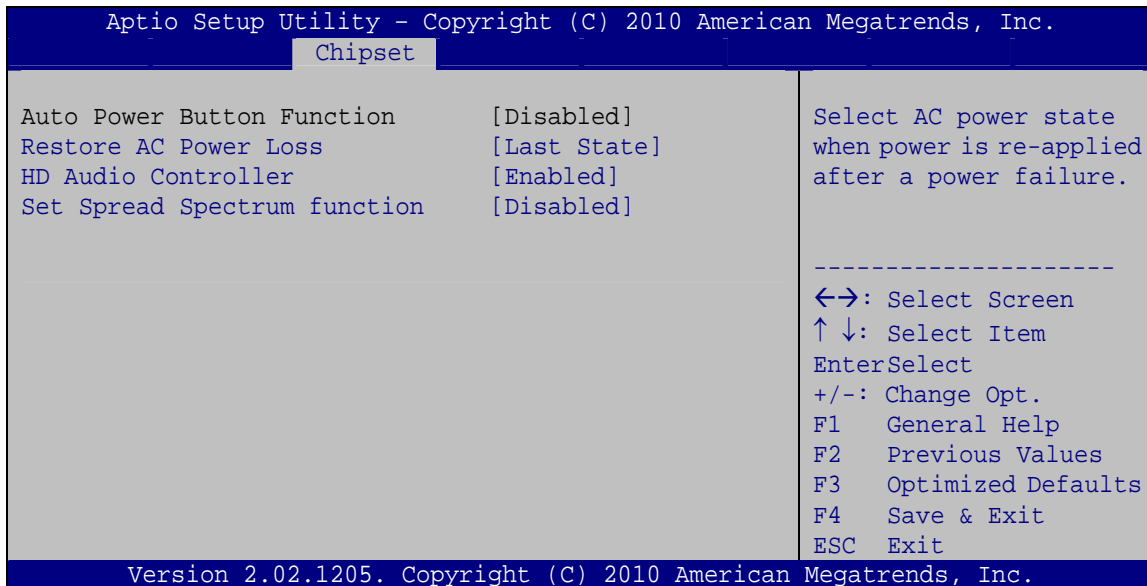 Aptio Setup Utility – Copyright (C) 2010 American Megatrends, Inc.
Chipset
Auto Power Button Function [Disabled]
Restore AC Power Loss [Last State]
HD Audio Controller [Enabled]
Set Spread Spectrum function [Disabled]
Select AC power state
when power is re-applied
after a power failure.
---------------------
←→: Select Screen
↑ ↓: Select Item
EnterSelect
+/-: Change Opt.
F1 General Help
F2 Previous Values
F3 Optimized Defaults
F4 Save & Exit
ESC Exit
Version 2.02.1205. Copyright (C) 2010 American Megatrends, Inc.